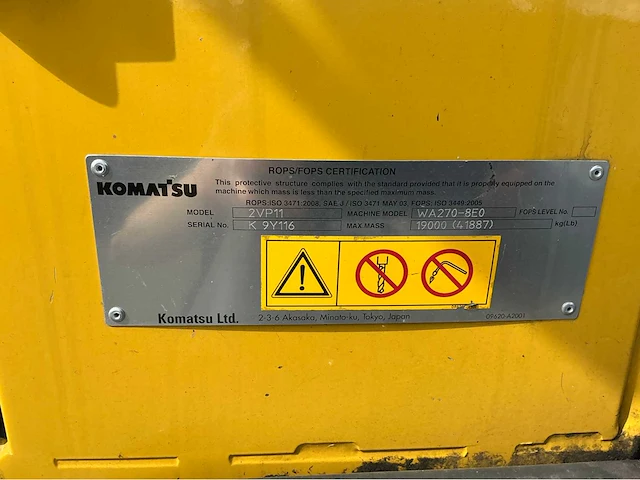 ROPS/FOPS CERTIFICATION
KOMATSU
This protective structure complies with the standard provided that it is properly equipped on the
machine which mass is less than the specified maximum mass.
ROPS:ISO 3471:2008, SAE J / ISO 3471 MAY 03 FOPS: ISO 3449:2005
MODEL 2VP11 MACHINE MODEL WA270-8E0 FOPS LEVEL No.
SERIAL No. K 9Y116 MAX MASS 19000 (41887) kg(Lb)
Komatsu Ltd. 2-3-6 Akasaka, Minato-ku, Tokyo, Japan 09620-A2001